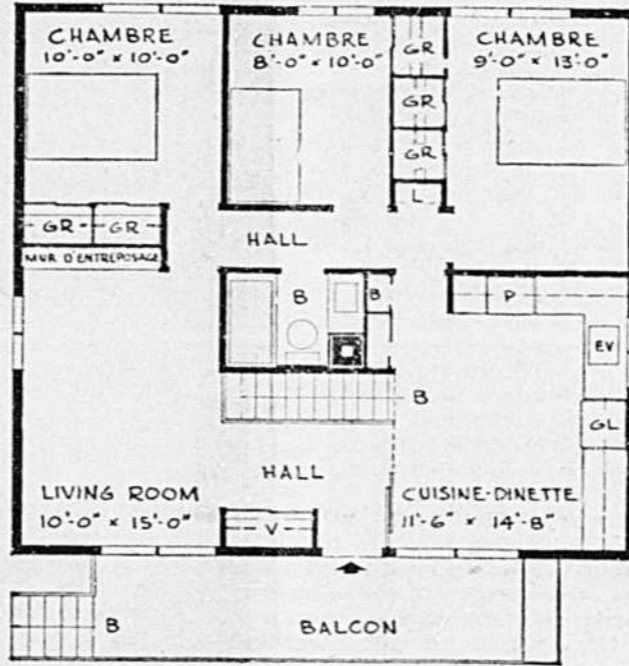 CHAMBRE
10'-0" x 10'-0"
CHAMBRE
8'-0" x 10'-0"
GR
CHAMBRE
9'-0" x 13'-0"
GR
GR
L
GR
GR
MUR D'ENTREPOSAGE
HALL
B
B
P
EV
B
GL
HALL
LIVING ROOM
10'-0" x 15'-0"
V
CUISINE-DINETTE
11'-6" x 14'-8"
B
BALCON